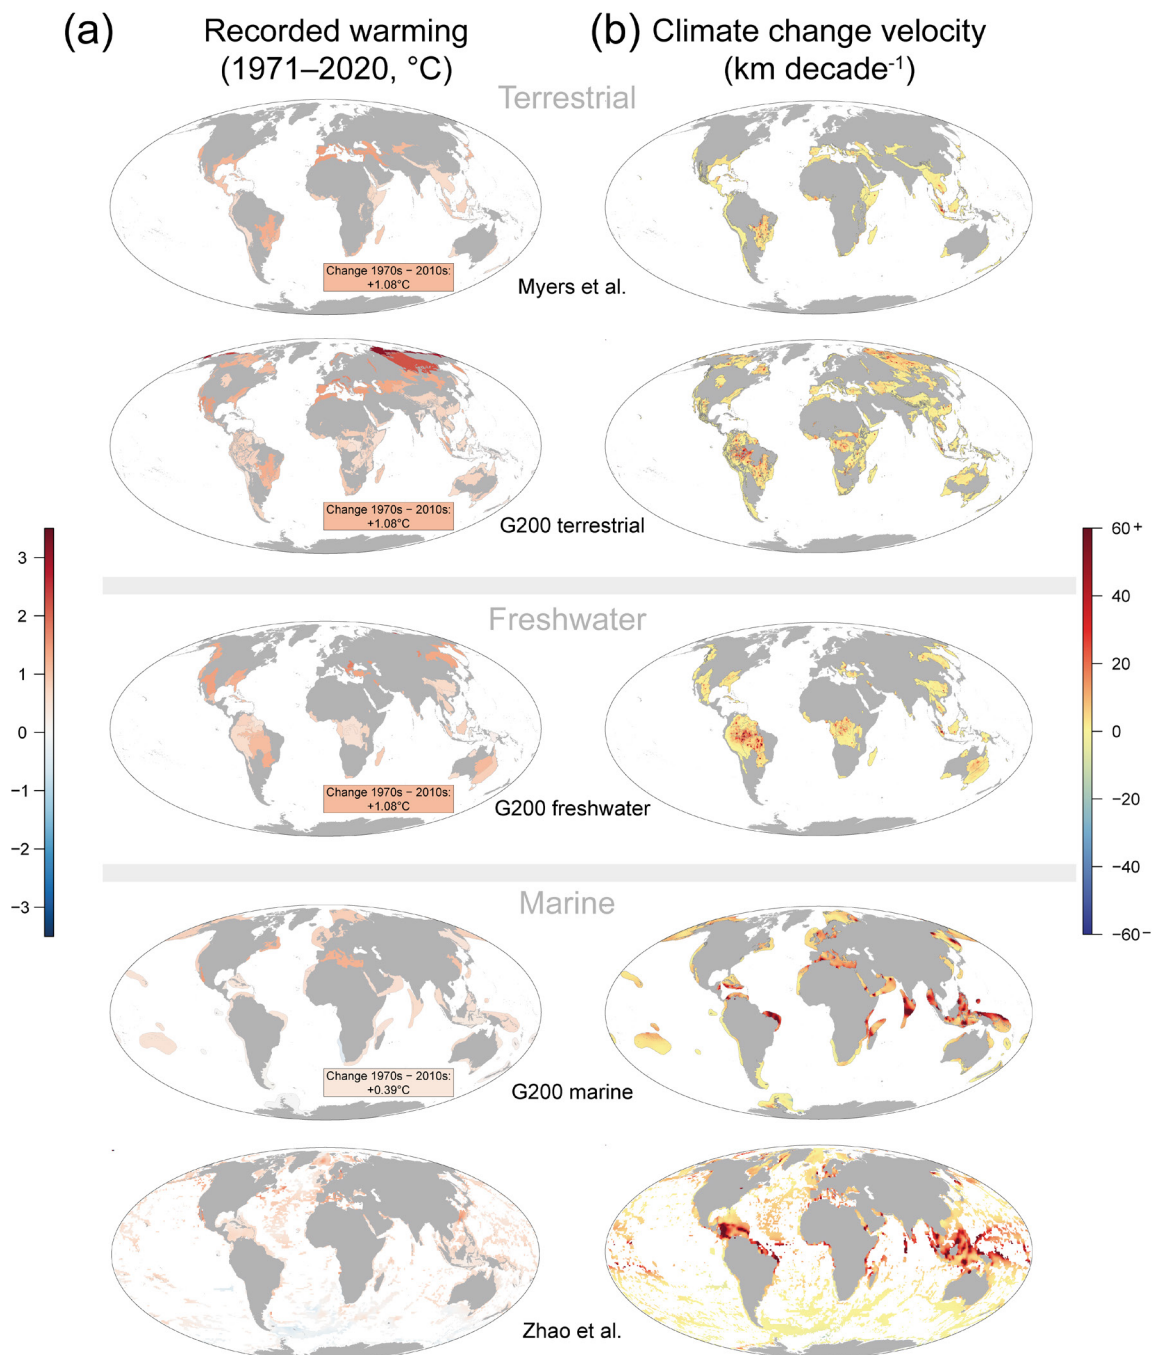 (a) Recorded warming (b) Climate change velocity
(1971–2020, °C) (km decade⁻¹)
Terrestrial
Change 1970s − 2010s:
+1.08°C
Myers et al.
Change 1970s − 2010s:
+1.08°C
G200 terrestrial
3
2
1
0
−1
−2
−3
60+
40
20
0
−20
−40
−60−
Freshwater
Change 1970s − 2010s:
+1.08°C
G200 freshwater
Marine
Change 1970s − 2010s:
+0.39°C
G200 marine
Zhao et al.